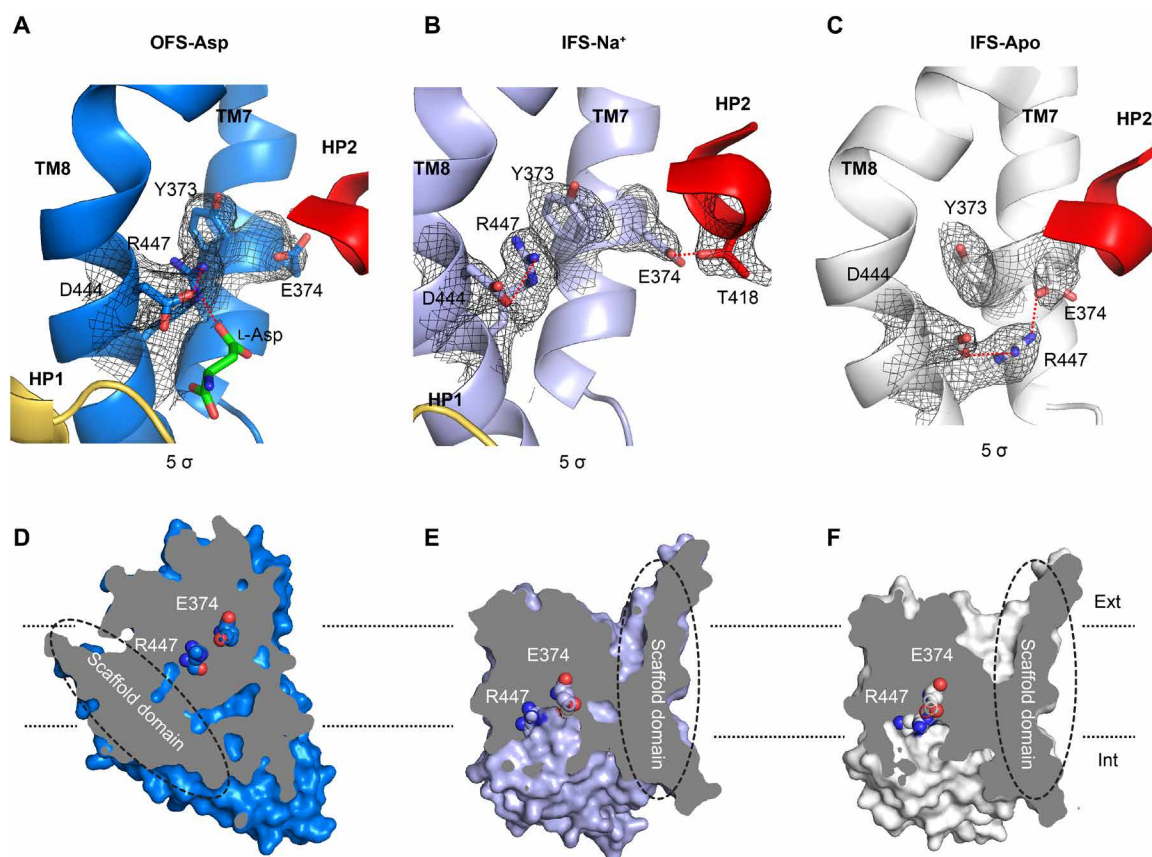 A
OFS-Asp
TM7
HP2
TM8
Y373
R447
D444
E374
L-Asp
HP1
5 σ
B
IFS-Na⁺
TM7
HP2
TM8
Y373
R447
D444
E374
T418
HP1
5 σ
C
IFS-Apo
TM7
HP2
TM8
Y373
D444
E374
R447
5 σ
D
E374
R447
Scaffold domain
E
E374
R447
Scaffold domain
F
E374
R447
Scaffold domain
Ext
Int